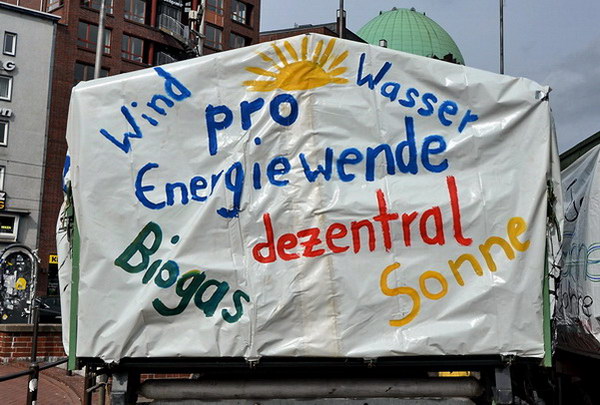 Wind
Wasser
pro
Energiewende
dezentral
Biogas
Sonne